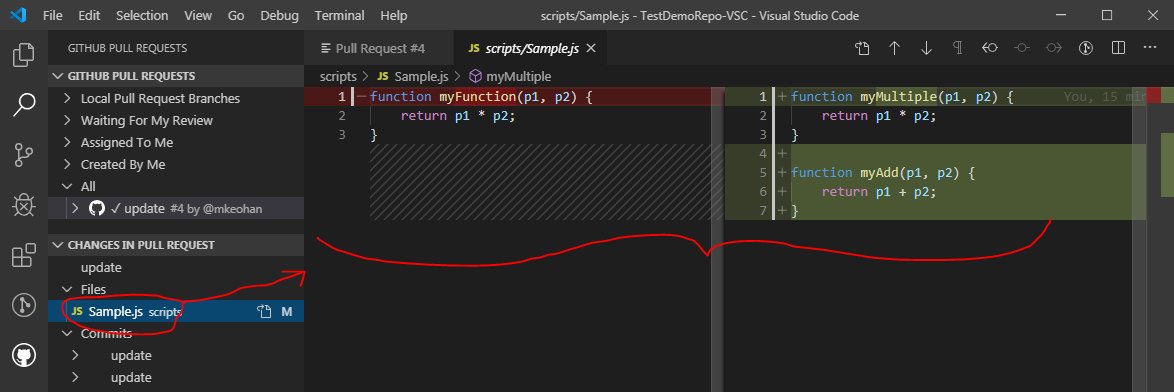 File Edit Selection View Go Debug Terminal Help scripts/Sample.js - TestDemoRepo-VSC - Visual Studio Code
GITHUB PULL REQUESTS
GITHUB PULL REQUESTS
Local Pull Request Branches
Waiting For My Review
Assigned To Me
Created By Me
All
✓ update #4 by @mkeohan
CHANGES IN PULL REQUEST
update
Files
JS Sample.js scripts M
Commits
update
update
Pull Request #4 scripts/Sample.js
scripts > JS Sample.js > myMultiple
1 − function myFunction(p1, p2) {
2 return p1 * p2;
3 }
1 + function myMultiple(p1, p2) { You, 15 min
2 return p1 * p2;
3 }
4 +
5 + function myAdd(p1, p2) {
6 + return p1 + p2;
7 + }